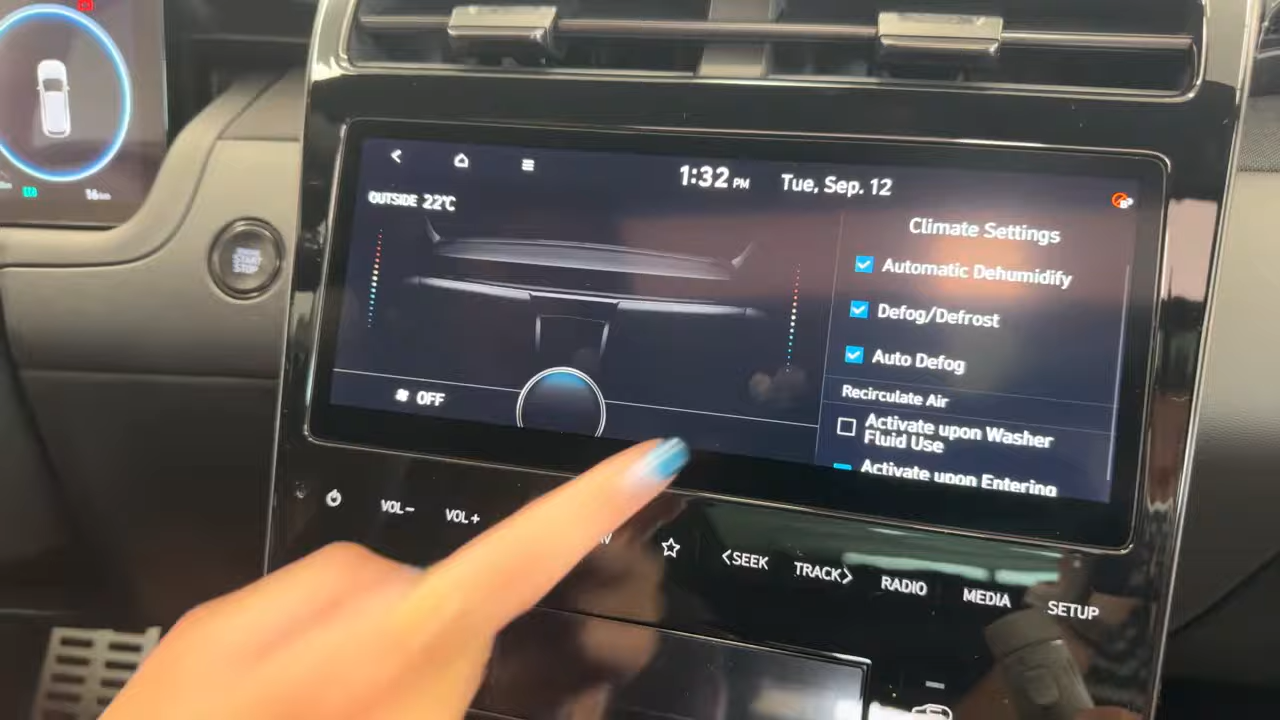 1:32 PM
Tue, Sep. 12
OUTSIDE 22℃
Climate Settings
Automatic Dehumidify
Defog/Defrost
Auto Defog
Recirculate Air
Activate upon Washer
Fluid Use
Activate upon Entering
OFF
START
STOP
VOL-
VOL+
<SEEK
TRACK>
RADIO
MEDIA
SETUP